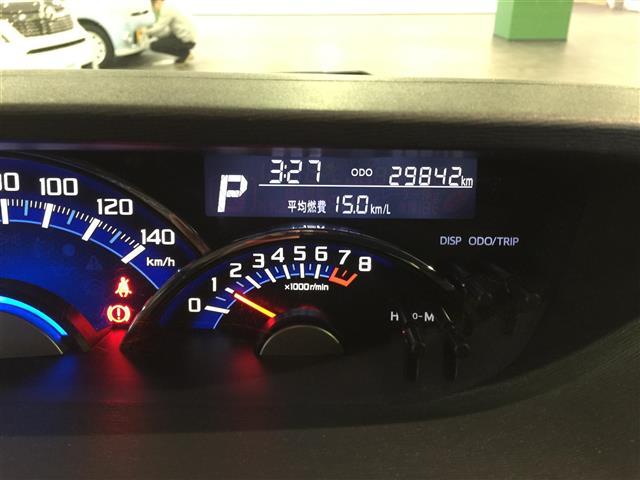 P
3:27 ODO 29842km
平均燃費 15.0km/L
DISP ODO/TRIP
100 120 140
km/h
0 1 2 3 4 5 6 7 8
×1000r/min
H O-M